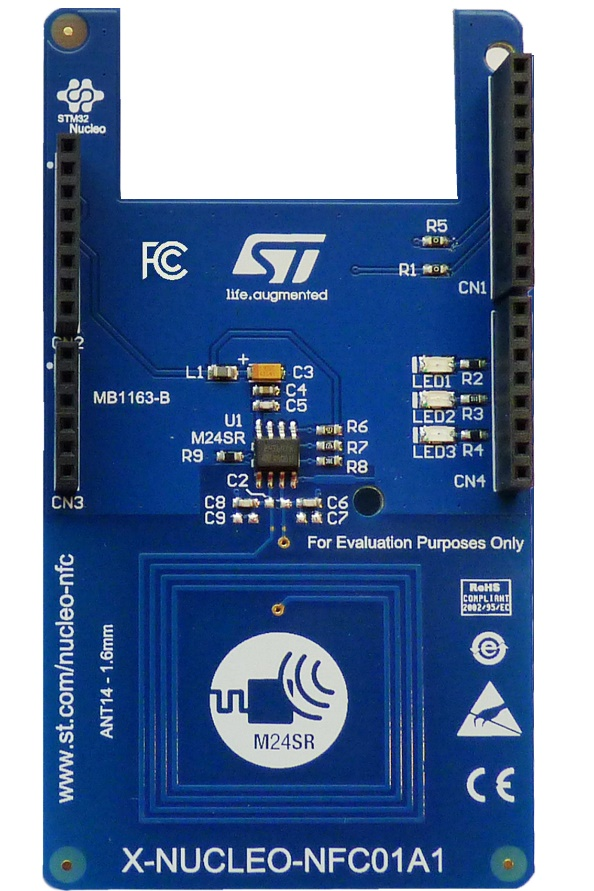 STM32
Nucleo
FC
ST
life.augmented
R5
R1
CN1
L1
+
C3
C4
C5
LED1 R2
LED2 R3
LED3 R4
MB1163-B
U1
M24SR
R6
R7
R8
R9
C2
CN4
CN3
C8
C9
C6
C7
For Evaluation Purposes Only
www.st.com/nucleo-nfc
ANT14 - 1.6mm
RoHS
COMPLIANT
2002/95/EC
e
M24SR
CE
X-NUCLEO-NFC01A1